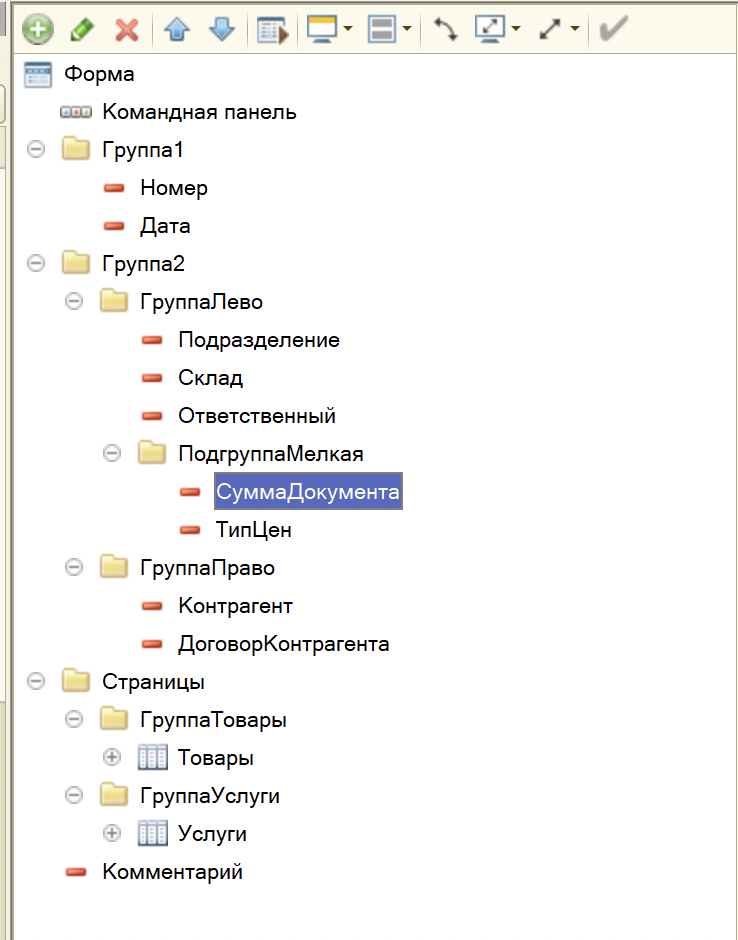 Форма
Командная панель
Группа1
Номер
Дата
Группа2
ГруппаЛево
Подразделение
Склад
Ответственный
ПодгруппаМелкая
СуммаДокумента
ТипЦен
ГруппаПраво
Контрагент
ДоговорКонтрагента
Страницы
ГруппаТовары
Товары
ГруппаУслуги
Услуги
Комментарий